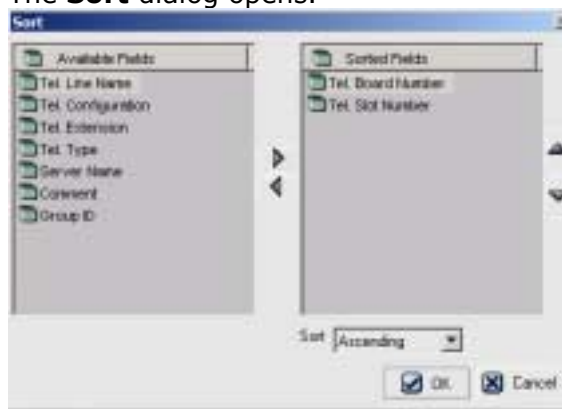 The Sort dialog opens.
Sort
Available Fields
Tel. Line Name
Tel. Configuration
Tel. Extension
Tel. Type
Server Name
Comment
Group ID
Sorted Fields
Tel. Board Number
Tel. Slot Number
Sort
Ascending
OK
Cancel